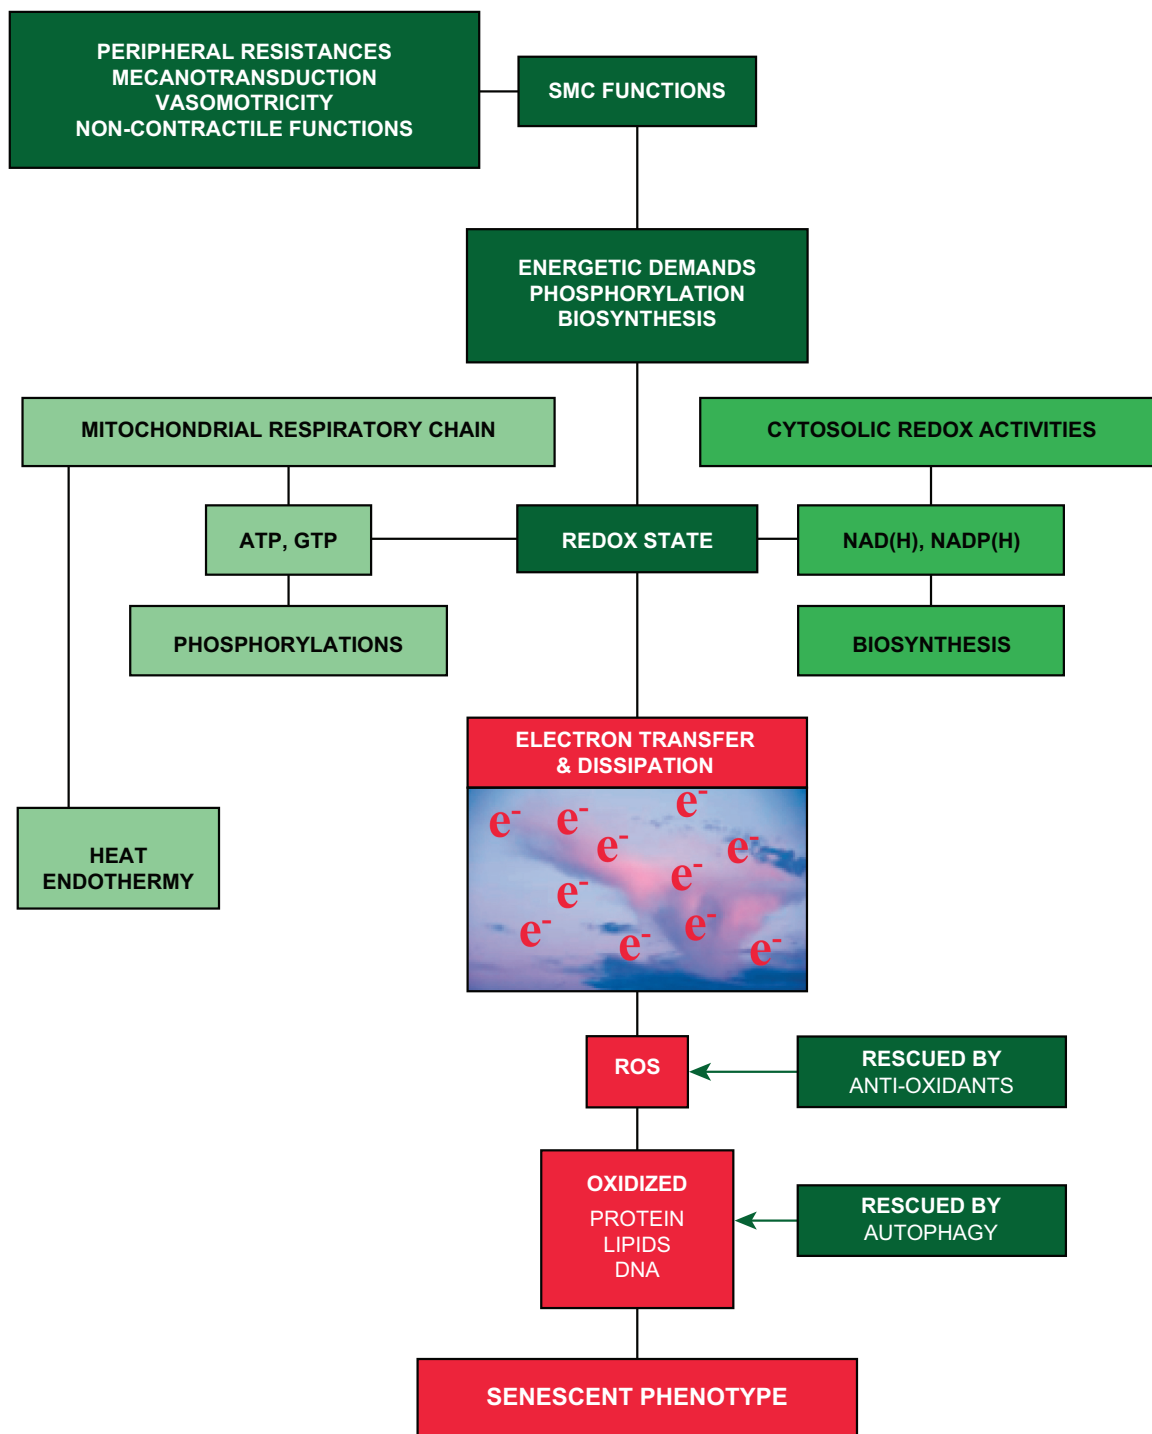 PERIPHERAL RESISTANCES
MECANOTRANSDUCTION
VASOMOTRICITY
NON-CONTRACTILE FUNCTIONS
SMC FUNCTIONS
ENERGETIC DEMANDS
PHOSPHORYLATION
BIOSYNTHESIS
MITOCHONDRIAL RESPIRATORY CHAIN
CYTOSOLIC REDOX ACTIVITIES
ATP, GTP
REDOX STATE
NAD(H), NADP(H)
PHOSPHORYLATIONS
BIOSYNTHESIS
ELECTRON TRANSFER
& DISSIPATION
e-
e-
e-
e-
e-
e-
e-
e-
e-
e-
e-
HEAT
ENDOTHERMY
ROS
RESCUED BY
ANTI-OXIDANTS
OXIDIZED
PROTEIN
LIPIDS
DNA
RESCUED BY
AUTOPHAGY
SENESCENT PHENOTYPE